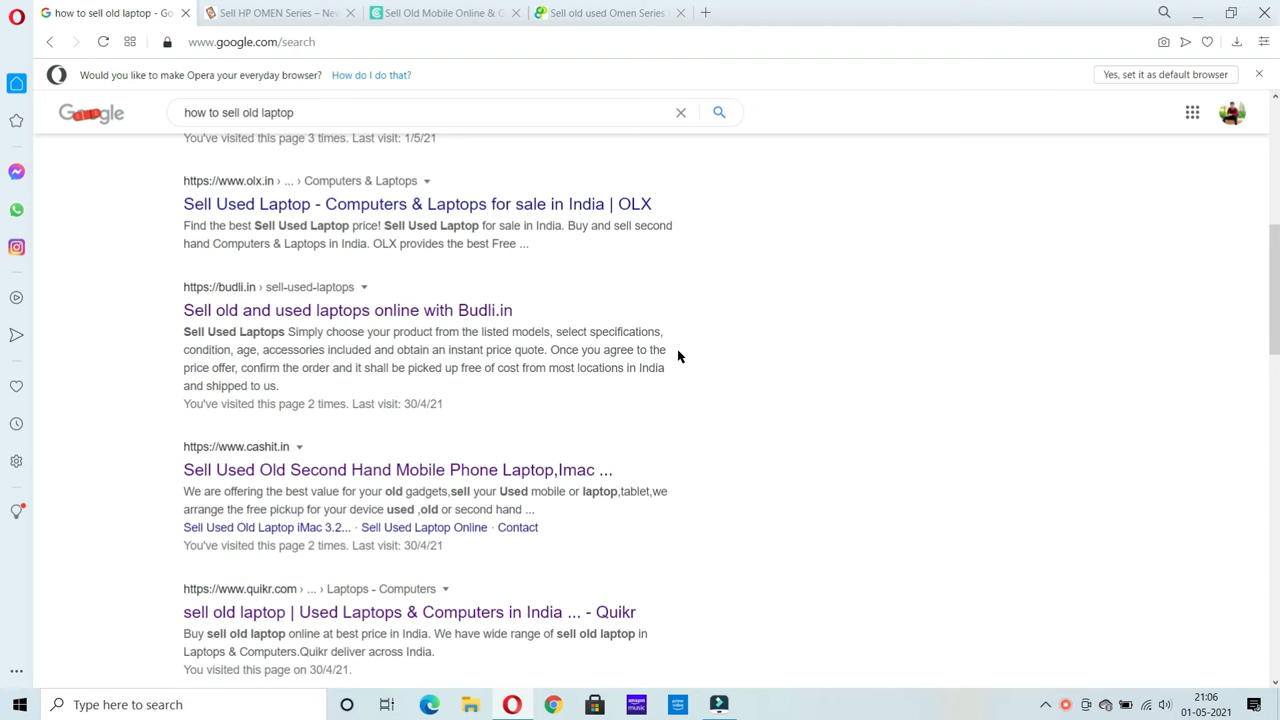 how to sell old laptop - Go
Sell HP OMEN Series – Ne
Sell Old Mobile Online & G
Sell old used Omen Series
www.google.com/search
Would you like to make Opera your everyday browser? How do I do that?
Yes, set it as default browser
Google
how to sell old laptop
You've visited this page 3 times. Last visit: 1/5/21
https://www.olx.in › ... › Computers & Laptops
Sell Used Laptop - Computers & Laptops for sale in India | OLX
Find the best Sell Used Laptop price! Sell Used Laptop for sale in India. Buy and sell second
hand Computers & Laptops in India. OLX provides the best Free ...
https://budli.in › sell-used-laptops
Sell old and used laptops online with Budli.in
Sell Used Laptops Simply choose your product from the listed models, select specifications,
condition, age, accessories included and obtain an instant price quote. Once you agree to the
price offer, confirm the order and it shall be picked up free of cost from most locations in India
and shipped to us.
You've visited this page 2 times. Last visit: 30/4/21
https://www.cashit.in
Sell Used Old Second Hand Mobile Phone Laptop,Imac ...
We are offering the best value for your old gadgets,sell your Used mobile or laptop,tablet,we
arrange the free pickup for your device used ,old or second hand ...
Sell Used Old Laptop iMac 3.2... · Sell Used Laptop Online · Contact
You've visited this page 2 times. Last visit: 30/4/21
https://www.quikr.com › ... › Laptops - Computers
sell old laptop | Used Laptops & Computers in India ... - Quikr
Buy sell old laptop online at best price in India. We have wide range of sell old laptop in
Laptops & Computers.Quikr deliver across India.
You visited this page on 30/4/21.
Type here to search
amazon music
prime video
21:06
01-05-2021